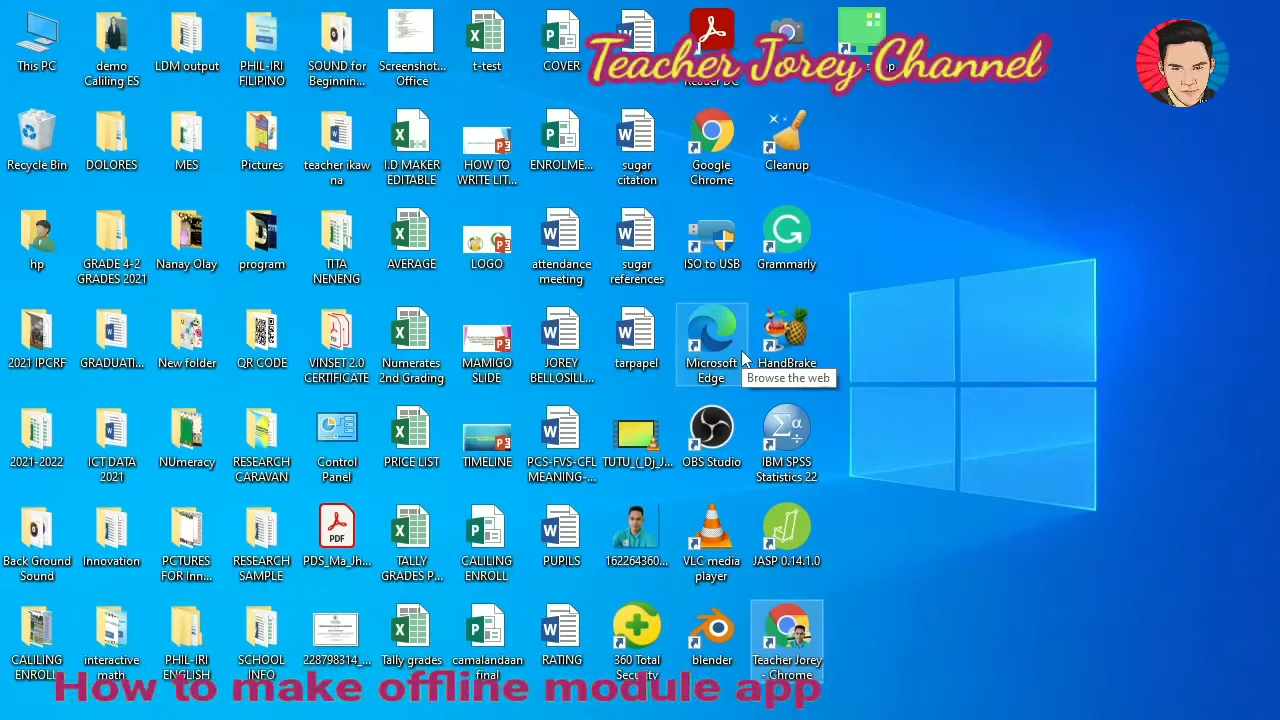 Teacher Jorey Channel
This PC
demo
Caliling ES
LDM output
PHIL-IRI
FILIPINO
SOUND for
Beginnin...
Screenshot...
Office
t-test
COVER
Reader DC
Recycle Bin
DOLORES
MES
Pictures
teacher ikaw
na
I.D MAKER
EDITABLE
HOW TO
WRITE LIT...
ENROLME...
sugar
citation
Google
Chrome
Cleanup
hp
GRADE 4-2
GRADES 2021
Nanay Olay
program
TITA
NENENG
AVERAGE
LOGO
attendance
meeting
sugar
references
ISO to USB
Grammarly
2021 IPCRF
GRADUATI...
New folder
QR CODE
VINSET 2.0
CERTIFICATE
Numerates
2nd Grading
MAMIGO
SLIDE
JOREY
BELLOSILL...
tarpapel
Microsoft
Edge
HandBrake
Browse the web
2021-2022
ICT DATA
2021
NUmeracy
RESEARCH
CARAVAN
Control
Panel
PRICE LIST
TIMELINE
PCS-FVS-CFL
MEANING-...
TUTU_(_Dj_J...
OBS Studio
IBM SPSS
Statistics 22
Back Ground
Sound
Innovation
PCTURES
FOR Inn...
RESEARCH
SAMPLE
PDF
PDS_Ma_Jh...
TALLY
GRADES P...
CALILING
ENROLL
PUPILS
162264360...
VLC media
player
JASP 0.14.1.0
CALILING
ENROLL
interactive
math
PHIL-IRI
ENGLISH
SCHOOL
INFO
228798314_...
Tally grades
camalandaan
final
RATING
360 Total
Security
blender
Teacher Jorey
- Chrome
How to make offline module app